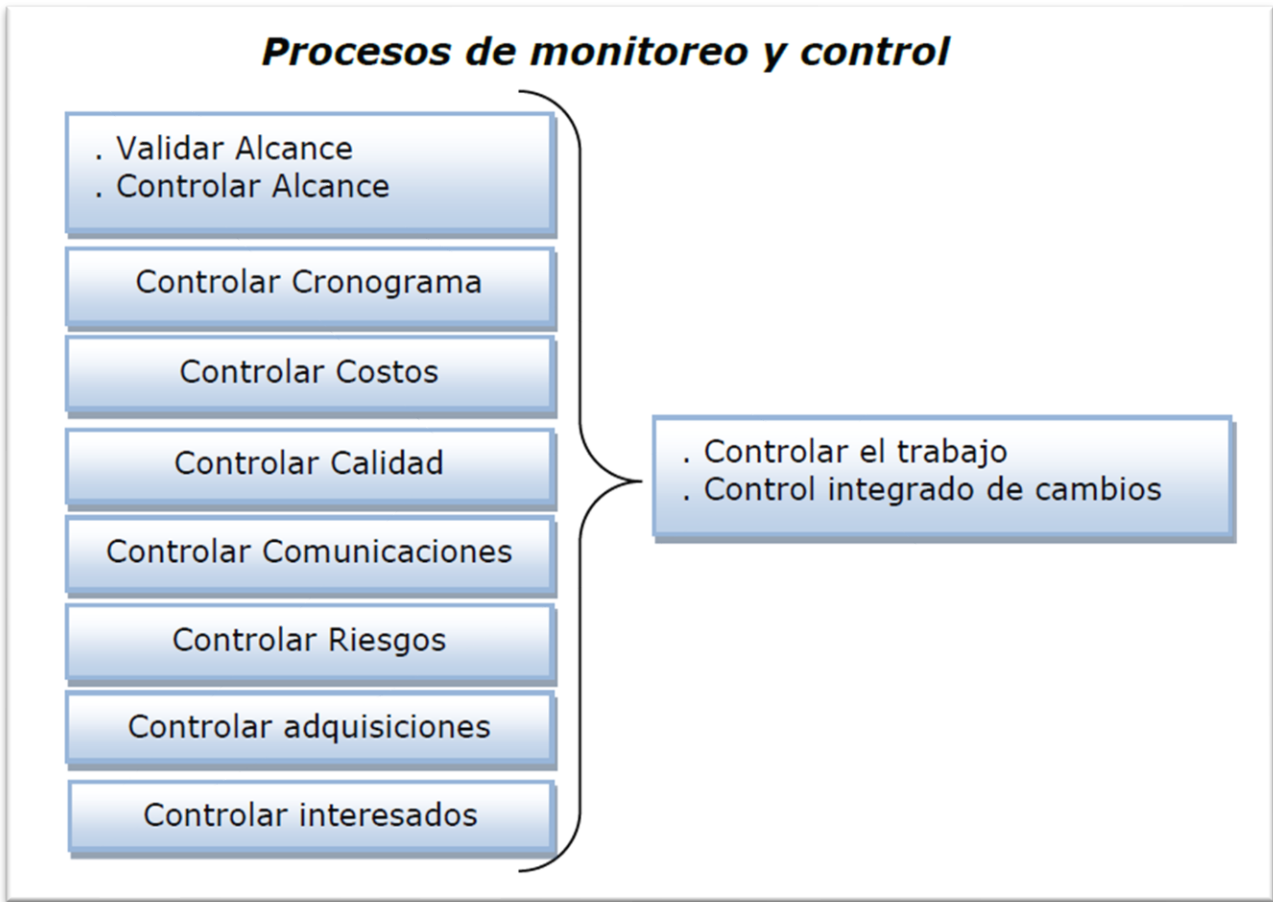 Procesos de monitoreo y control
. Validar Alcance
. Controlar Alcance
Controlar Cronograma
Controlar Costos
Controlar Calidad
Controlar Comunicaciones
Controlar Riesgos
Controlar adquisiciones
Controlar interesados
. Controlar el trabajo
. Control integrado de cambios